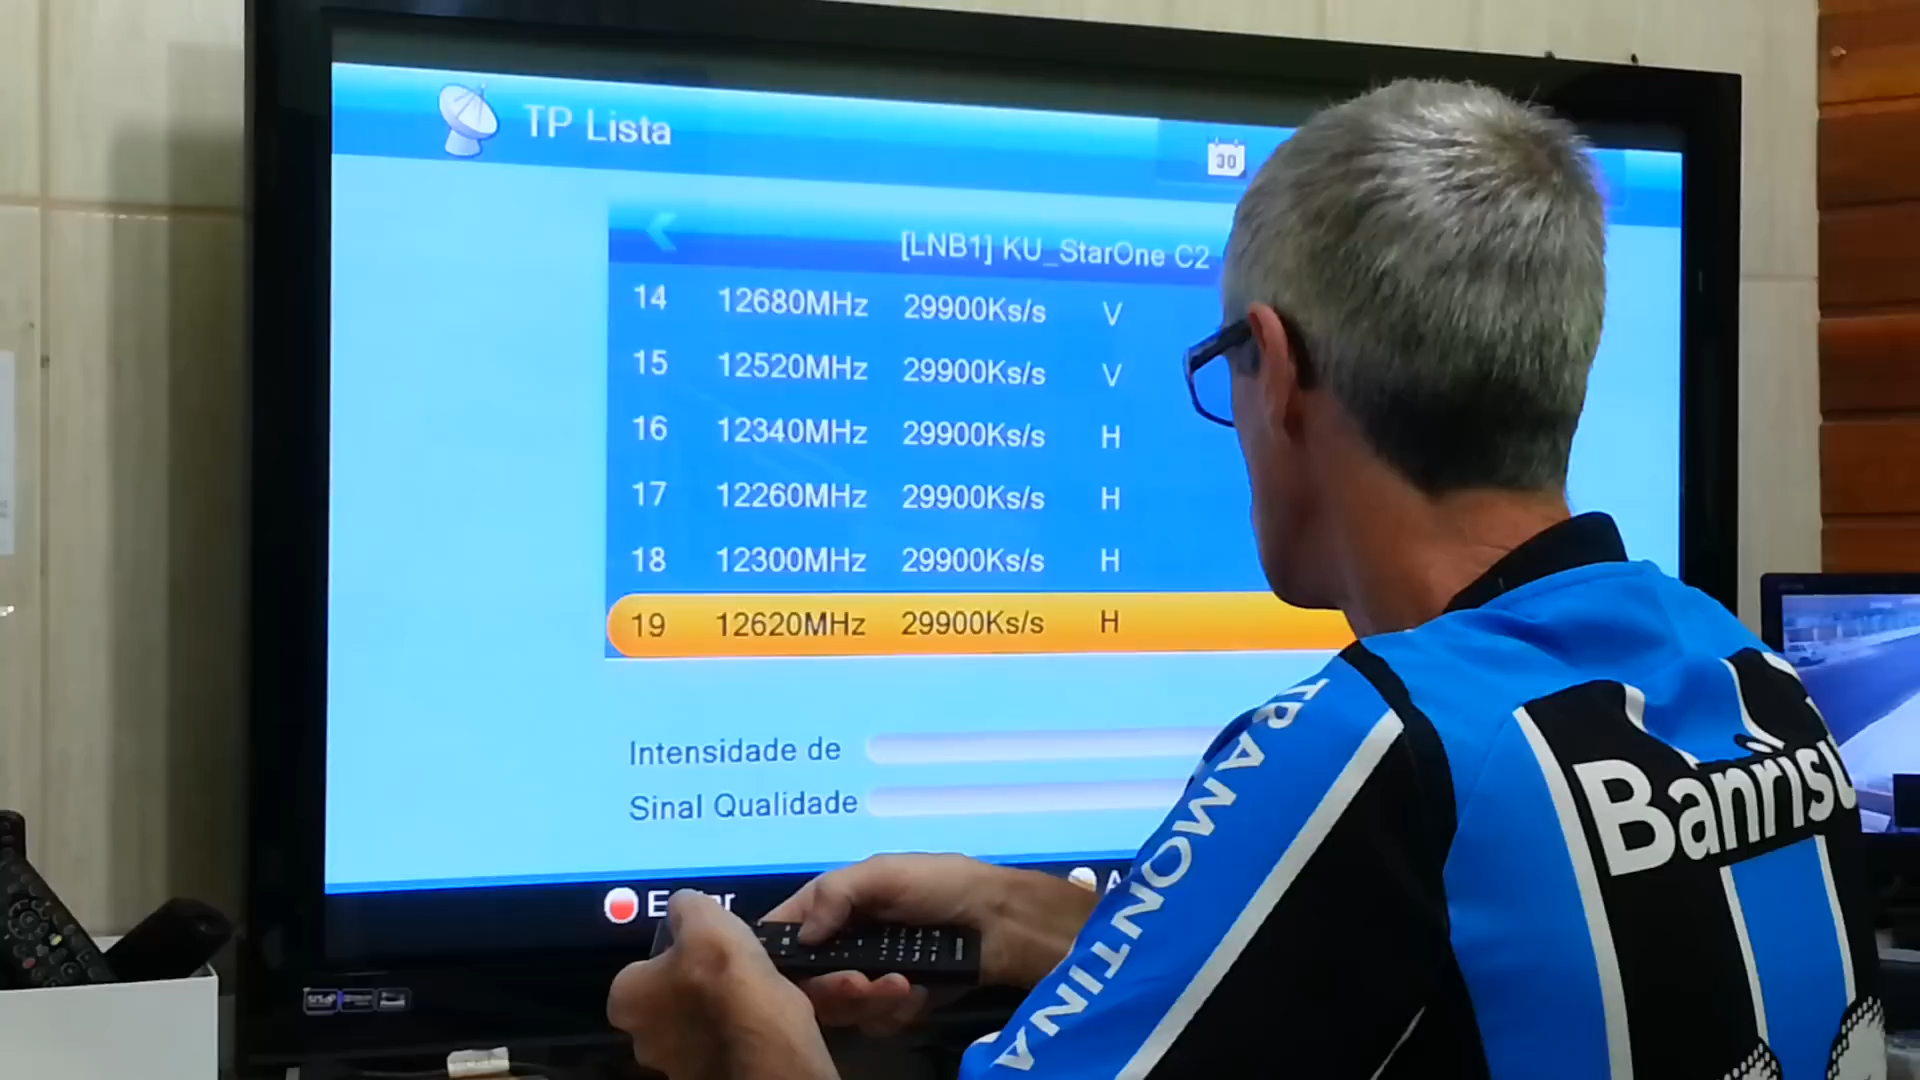 TP Lista
30
[LNB1] KU_StarOne C2
14 12680MHz 29900Ks/s V
15 12520MHz 29900Ks/s V
16 12340MHz 29900Ks/s H
17 12260MHz 29900Ks/s H
18 12300MHz 29900Ks/s H
19 12620MHz 29900Ks/s H
Intensidade de
Sinal Qualidade
TRAMONTINA
Banrisu